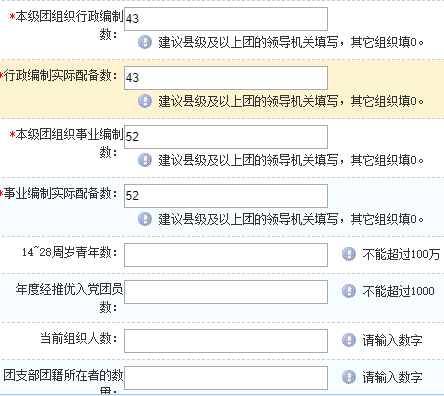 *本级团组织行政编制 43
数：
建议县级及以上团的领导机关填写，其它组织填0。
*行政编制实际配备数： 43
建议县级及以上团的领导机关填写，其它组织填0。
*本级团组织事业编制 52
数：
建议县级及以上团的领导机关填写，其它组织填0。
*事业编制实际配备数： 52
建议县级及以上团的领导机关填写，其它组织填0。
14~28周岁青年数： 不能超过100万
年度经推优入党团员 不能超过1000
数：
当前组织人数： 请输入数字
团支部团籍所在者的数 请输入数字